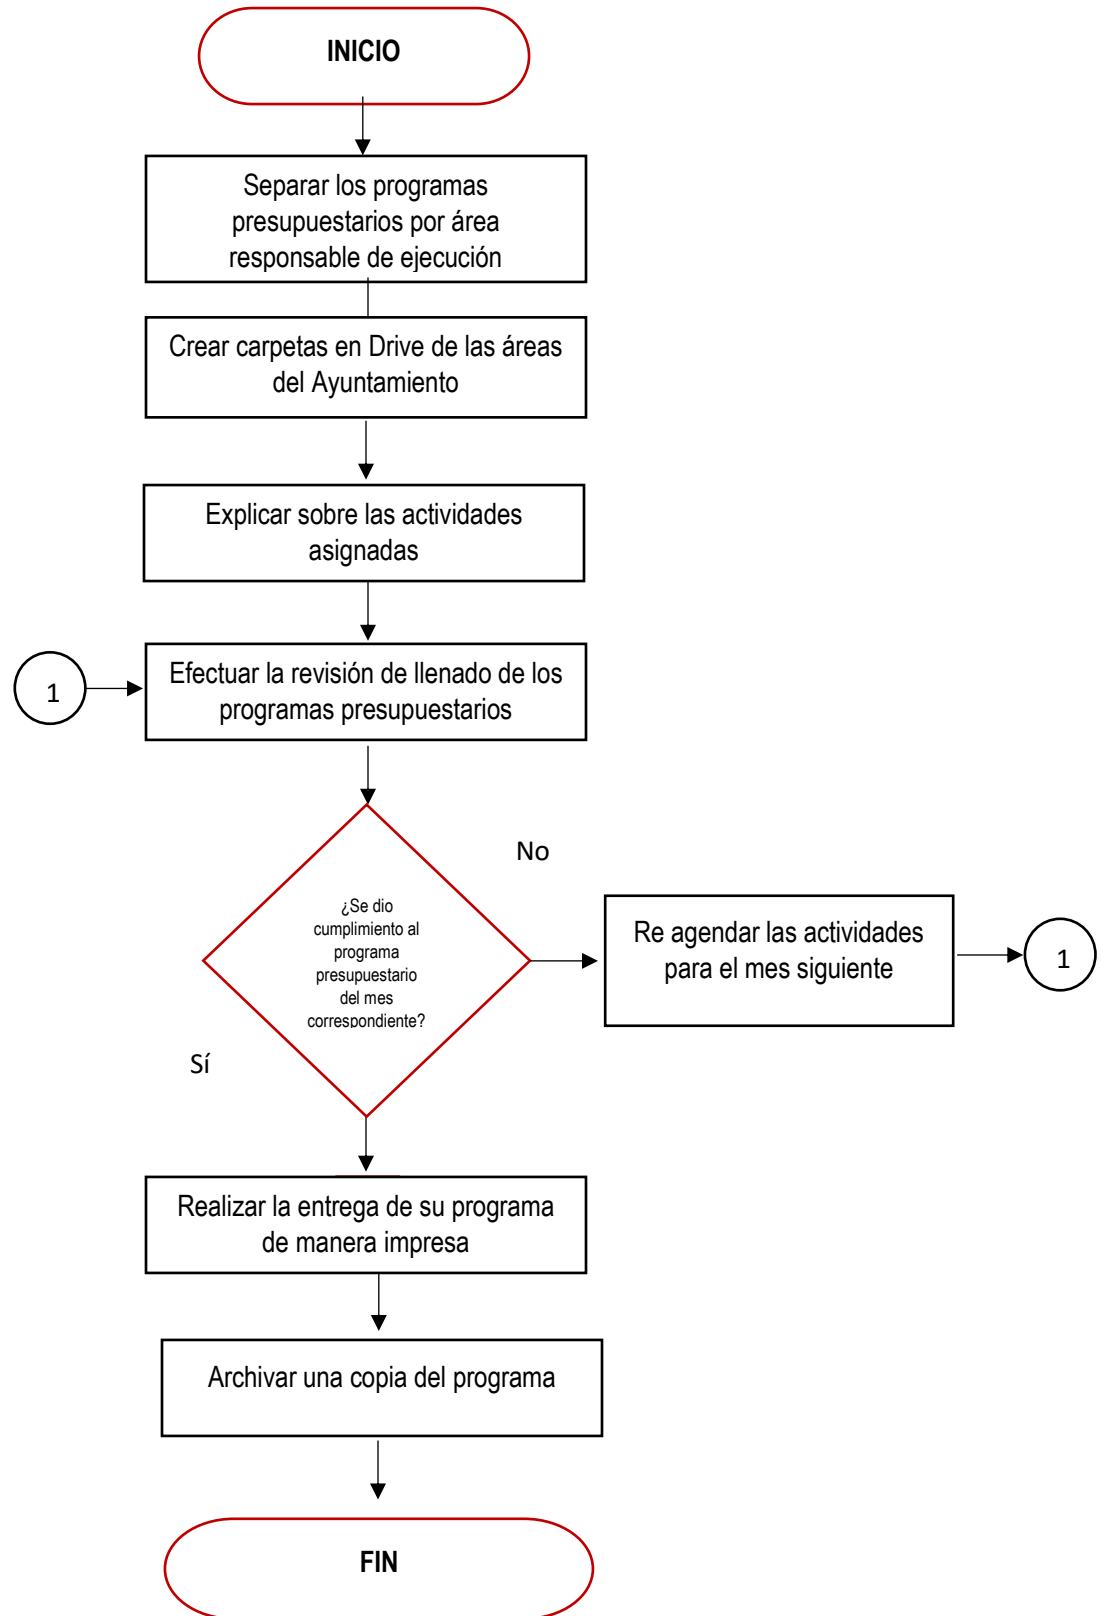 INICIO
Separar los programas
presupuestarios por área
responsable de ejecución
Crear carpetas en Drive de las áreas
del Ayuntamiento
Explicar sobre las actividades
asignadas
1
Efectuar la revisión de llenado de los
programas presupuestarios
¿Se dio
cumplimiento al
programa
presupuestario
del mes
correspondiente?
No
Re agendar las actividades
para el mes siguiente
1
Sí
Realizar la entrega de su programa
de manera impresa
Archivar una copia del programa
FIN